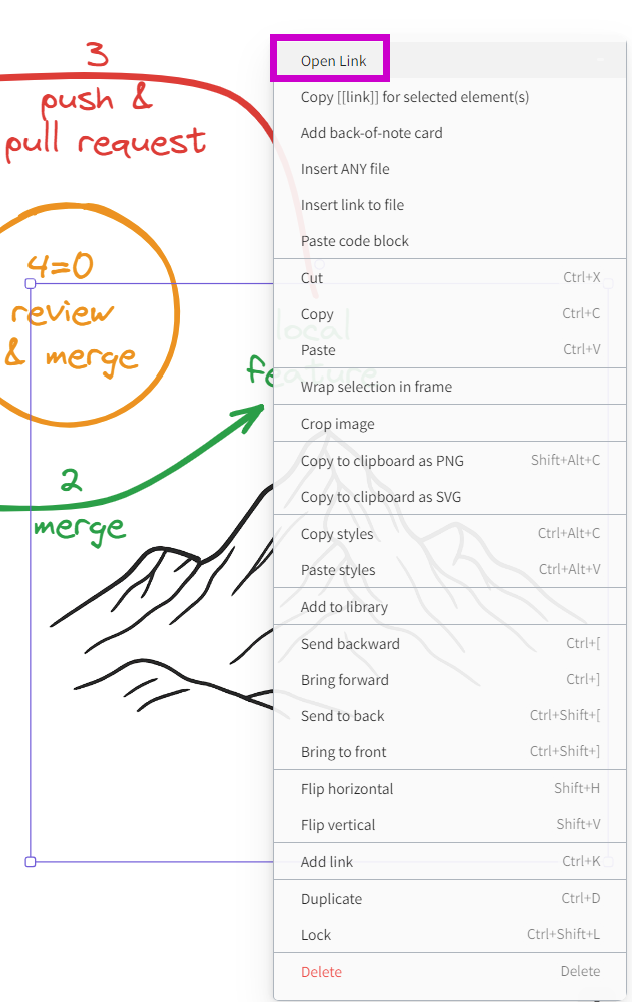 3
push &
pull request
4=0
review
& merge
local
feature
2
merge
Open Link
Copy [[link]] for selected element(s)
Add back-of-note card
Insert ANY file
Insert link to file
Paste code block
Cut Ctrl+X
Copy Ctrl+C
Paste Ctrl+V
Wrap selection in frame
Crop image
Copy to clipboard as PNG Shift+Alt+C
Copy to clipboard as SVG
Copy styles Ctrl+Alt+C
Paste styles Ctrl+Alt+V
Add to library
Send backward Ctrl+[
Bring forward Ctrl+]
Send to back Ctrl+Shift+[
Bring to front Ctrl+Shift+]
Flip horizontal Shift+H
Flip vertical Shift+V
Add link Ctrl+K
Duplicate Ctrl+D
Lock Ctrl+Shift+L
Delete Delete